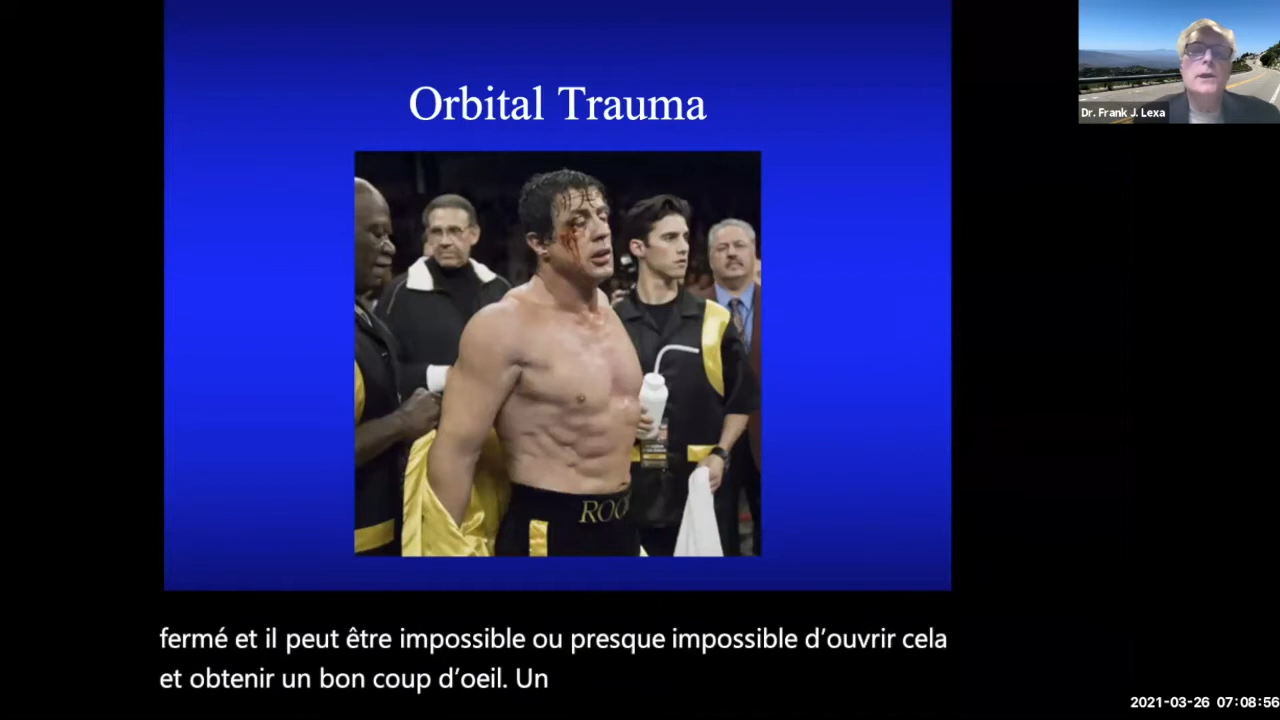 Orbital Trauma
Dr. Frank J. Lexa
ROC
fermé et il peut être impossible ou presque impossible d’ouvrir cela
et obtenir un bon coup d’oeil. Un
2021-03-26 07:08:56